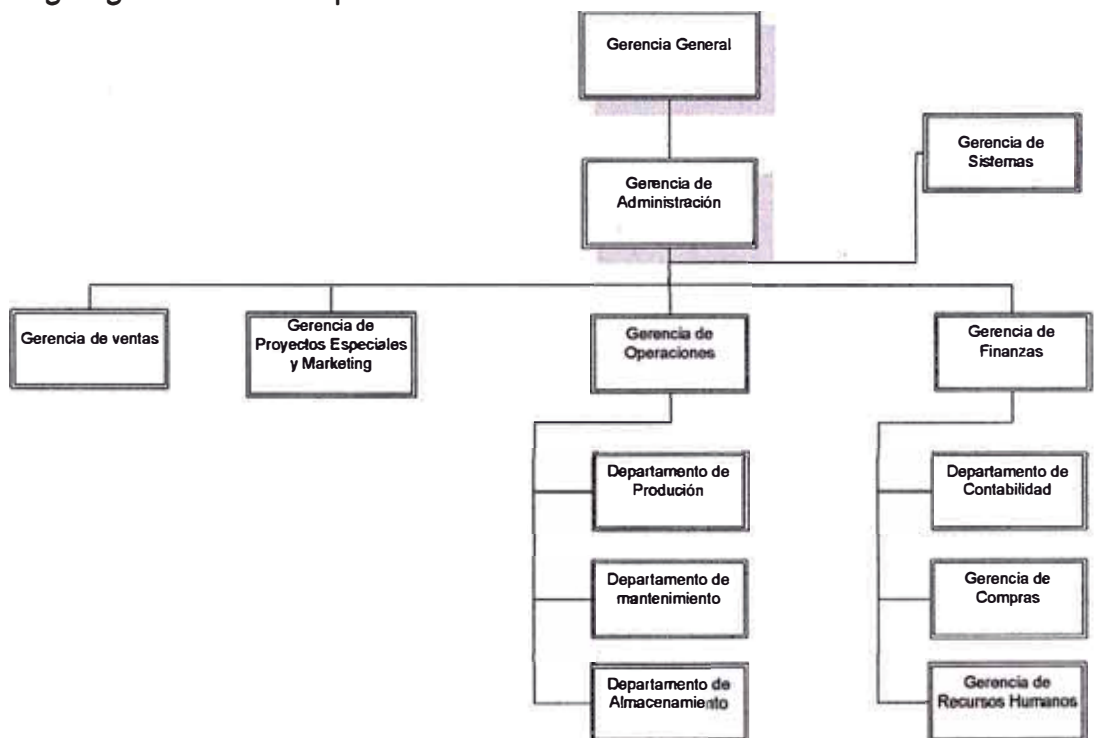 Gerencia General
Gerencia de
Sistemas
Gerencia de
Administración
Gerencia de ventas
Gerencia de
Proyectos Especiales
y Marketing
Gerencia de
Operaciones
Gerencia de
Finanzas
Departamento de
Produción
Departamento de
Contabilidad
Departamento de
mantenimiento
Gerencia de
Compras
Departamento de
Almacenamiento
Gerencia de
Recursos Humanos